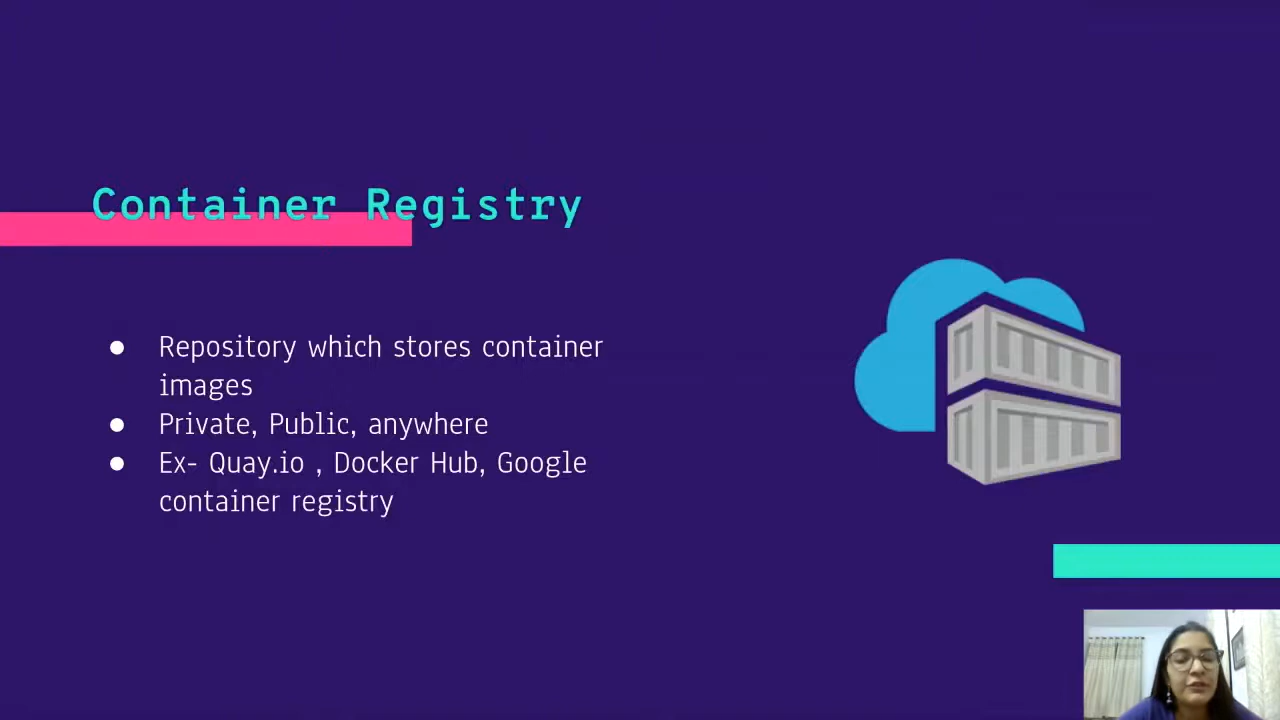 Container Registry
● Repository which stores container
images
● Private, Public, anywhere
● Ex- Quay.io , Docker Hub, Google
container registry